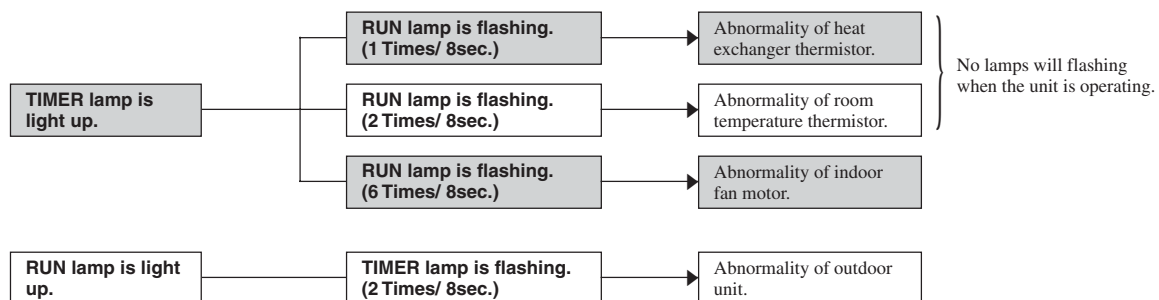 RUN lamp is flashing.
(1 Times/ 8sec.)
Abnormality of heat
exchanger thermistor.
No lamps will flashing
when the unit is operating.
TIMER lamp is
light up.
RUN lamp is flashing.
(2 Times/ 8sec.)
Abnormality of room
temperature thermistor.
RUN lamp is flashing.
(6 Times/ 8sec.)
Abnormality of indoor
fan motor.
RUN lamp is light
up.
TIMER lamp is flashing.
(2 Times/ 8sec.)
Abnormality of outdoor
unit.